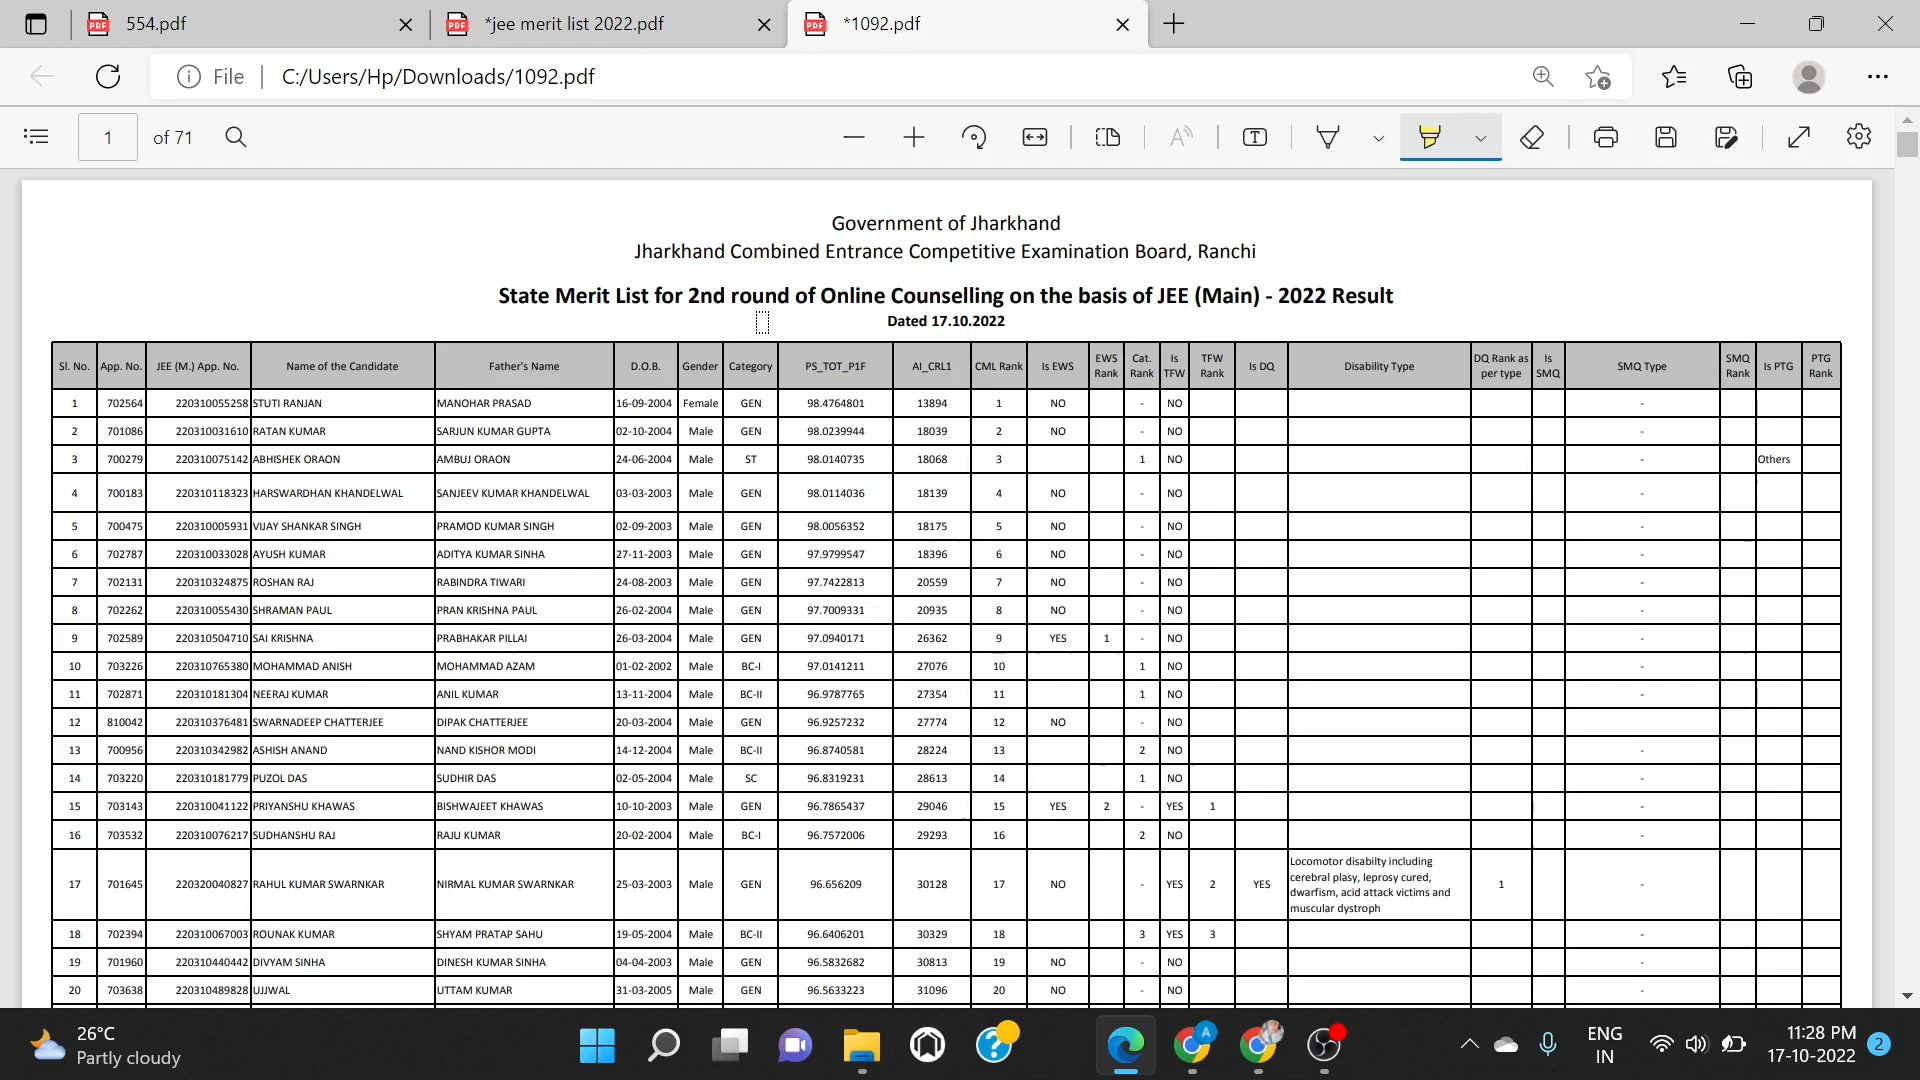 554.pdf
*jee merit list 2022.pdf
*1092.pdf
File C:/Users/Hp/Downloads/1092.pdf
1 of 71
Government of Jharkhand
Jharkhand Combined Entrance Competitive Examination Board, Ranchi
State Merit List for 2nd round of Online Counselling on the basis of JEE (Main) - 2022 Result
Dated 17.10.2022
Sl. No. App. No. JEE (M.) App. No. Name of the Candidate Father's Name D.O.B. Gender Category PS_TOT_P1F AI_CRL1 CML Rank Is EWS EWS Rank Cat. Rank Is TFW TFW Rank Is DQ Disability Type DQ Rank as per type Is SMQ SMQ Type SMQ Rank Is PTG PTG Rank
1 702564 220310055258 STUTI RANJAN MANOHAR PRASAD 16-09-2004 Female GEN 98.4764801 13894 1 NO - NO -
2 701086 220310031610 RATAN KUMAR SARJUN KUMAR GUPTA 02-10-2004 Male GEN 98.0239944 18039 2 NO - NO -
3 700279 220310075142 ABHISHEK ORAON AMBUJ ORAON 24-06-2004 Male ST 98.0140735 18068 3 1 NO - Others
4 700183 220310118323 HARSWARDHAN KHANDELWAL SANJEEV KUMAR KHANDELWAL 03-03-2003 Male GEN 98.0114036 18139 4 NO - NO -
5 700475 220310005931 VIJAY SHANKAR SINGH PRAMOD KUMAR SINGH 02-09-2003 Male GEN 98.0056352 18175 5 NO - NO -
6 702787 220310033028 AYUSH KUMAR ADITYA KUMAR SINHA 27-11-2003 Male GEN 97.9799547 18396 6 NO - NO -
7 702131 220310324875 ROSHAN RAJ RABINDRA TIWARI 24-08-2003 Male GEN 97.7422813 20559 7 NO - NO -
8 702262 220310055430 SHRAMAN PAUL PRAN KRISHNA PAUL 26-02-2004 Male GEN 97.7009331 20935 8 NO - NO -
9 702589 220310504710 SAI KRISHNA PRABHAKAR PILLAI 26-03-2004 Male GEN 97.0940171 26362 9 YES 1 - NO -
10 703226 220310765380 MOHAMMAD ANISH MOHAMMAD AZAM 01-02-2002 Male BC-I 97.0141211 27076 10 1 NO -
11 702871 220310181304 NEERAJ KUMAR ANIL KUMAR 13-11-2004 Male BC-II 96.9787765 27354 11 1 NO -
12 810042 220310376481 SWARNADEEP CHATTERJEE DIPAK CHATTERJEE 20-03-2004 Male GEN 96.9257232 27774 12 NO - NO
13 700956 220310342982 ASHISH ANAND NAND KISHOR MODI 14-12-2004 Male BC-II 96.8740581 28224 13 2 NO -
14 703220 220310181779 PUZOL DAS SUDHIR DAS 02-05-2004 Male SC 96.8319231 28613 14 1 NO -
15 703143 220310041122 PRIYANSHU KHAWAS BISHWAJEET KHAWAS 10-10-2003 Male GEN 96.7865437 29046 15 YES 2 - YES 1 -
16 703532 220310076217 SUDHANSHU RAJ RAJU KUMAR 20-02-2004 Male BC-I 96.7572006 29293 16 2 NO -
17 701645 220320040827 RAHUL KUMAR SWARNKAR NIRMAL KUMAR SWARNKAR 25-03-2003 Male GEN 96.656209 30128 17 NO - YES 2 YES Locomotor disabilty including cerebral plasy, leprosy cured, dwarfism, acid attack victims and muscular dystroph 1 -
18 702394 220310067003 ROUNAK KUMAR SHYAM PRATAP SAHU 19-05-2004 Male BC-II 96.6406201 30329 18 3 YES 3 -
19 701960 220310440442 DIVYAM SINHA DINESH KUMAR SINHA 04-04-2003 Male GEN 96.5832682 30813 19 NO - NO -
20 703638 220310489828 UJJWAL UTTAM KUMAR 31-03-2005 Male GEN 96.5633223 31096 20 NO - NO -
26°C
Partly cloudy
ENG
IN
11:28 PM
17-10-2022
2